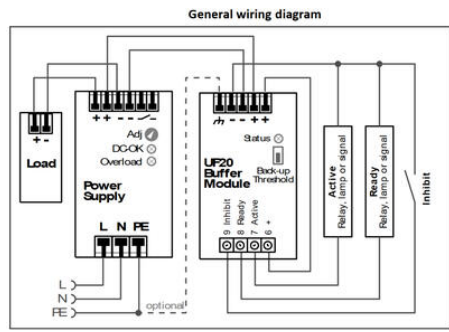 General wiring diagram
+ + - -
- - + +
+ -
Load
Adj
DC-OK
Overload
Power
Supply
L N PE
Status
UF20
Buffer
Module
Back-up
Threshold
9 Inhibit
8 Ready
7 Active
6 +
Active
Relay, lamp or signal
Ready
Relay, lamp or signal
Inhibit
L
N
PE
optional